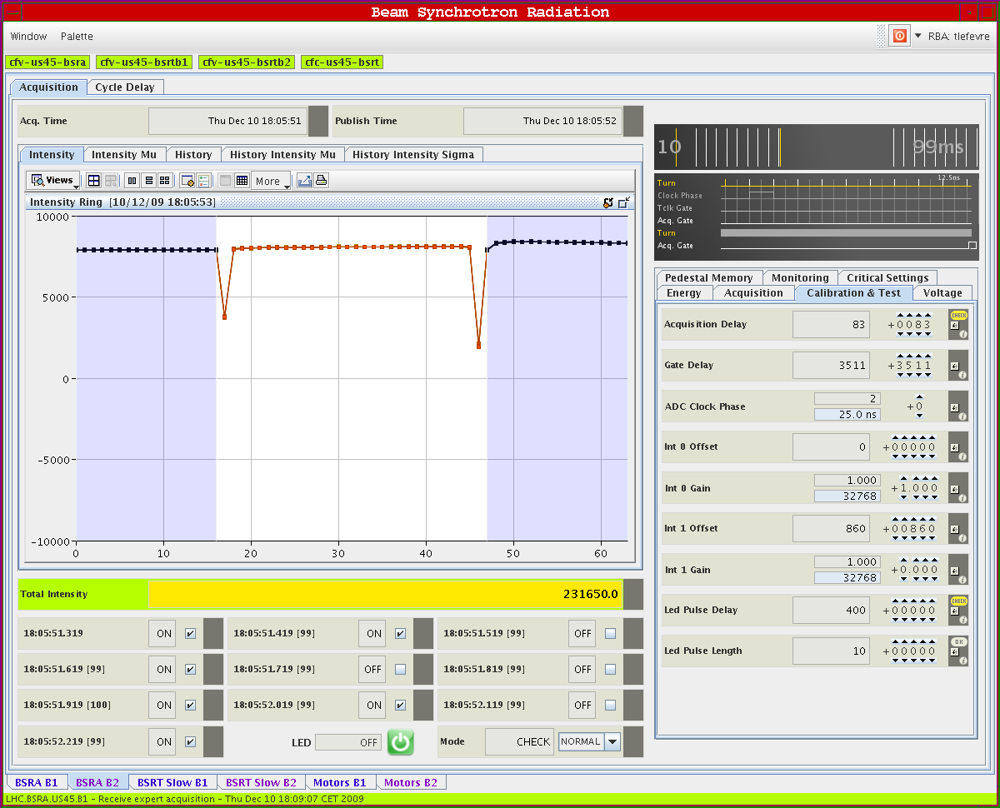 Beam Synchrotron Radiation
Window Palette RBA: tlefevre
cfv-us45-bsra cfv-us45-bsrtb1 cfv-us45-bsrtb2 cfc-us45-bsrt
Acquisition Cycle Delay
Acq. Time Thu Dec 10 18:05:51 Publish Time Thu Dec 10 18:05:52
Intensity Intensity Mu History History Intensity Mu History Intensity Sigma
Views More
Intensity Ring [10/12/09 18:05:53]
10000
5000
0
-5000
-10000
0 10 20 30 40 50 60
Total Intensity 231650.0
18:05:51.319 ON 18:05:51.419 [99] ON 18:05:51.519 [99] OFF
18:05:51.619 [99] ON 18:05:51.719 [99] OFF 18:05:51.819 [99] OFF
18:05:51.919 [100] ON 18:05:52.019 [99] ON 18:05:52.119 [99] OFF
18:05:52.219 [99] ON LED OFF Mode CHECK NORMAL
10 99ms
12.5ns
Turn
Clock Phase
Tclk Gate
Acq. Gate
Turn
Acq. Gate
Pedestal Memory Monitoring Critical Settings
Energy Acquisition Calibration & Test Voltage
Acquisition Delay 83 +0083 CHECK
Gate Delay 3511 +3511
ADC Clock Phase 2 +0
25.0 ns
Int 0 Offset 0 +00000
Int 0 Gain 1.000 +1.000
32768
Int 1 Offset 860 +00860
Int 1 Gain 1.000 +0.000
32768
Led Pulse Delay 400 +00000 CHECK
Led Pulse Length 10 +00000 OK
BSRA B1 BSRA B2 BSRT Slow B1 BSRT Slow B2 Motors B1 Motors B2
LHC.BSRA.US45.B1 - Receive expert acquisition - Thu Dec 10 18:09:07 CET 2009